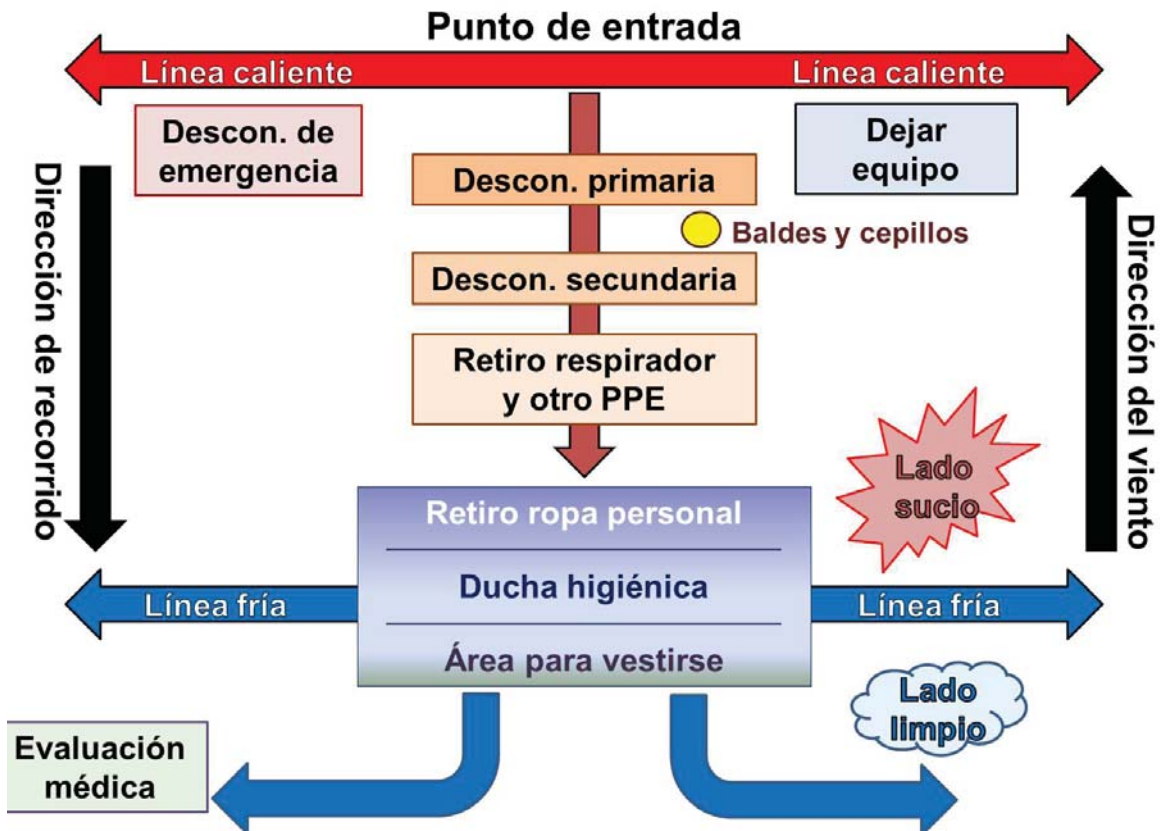 Punto de entrada
Línea caliente
Línea caliente
Descon. de
emergencia
Dejar
equipo
Descon. primaria
Baldes y cepillos
Descon. secundaria
Retiro respirador
y otro PPE
Dirección de recorrido
Dirección del viento
Lado
sucio
Retiro ropa personal
Ducha higiénica
Área para vestirse
Línea fría
Línea fría
Lado
limpio
Evaluación
médica